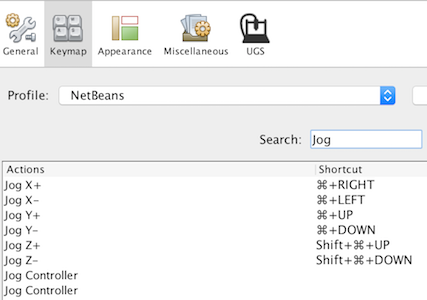 General Keymap Appearance Miscellaneous UGS
Profile: NetBeans
Search: Jog
Actions Shortcut
Jog X+ ⌘+RIGHT
Jog X- ⌘+LEFT
Jog Y+ ⌘+UP
Jog Y- ⌘+DOWN
Jog Z+ Shift+⌘+UP
Jog Z- Shift+⌘+DOWN
Jog Controller
Jog Controller